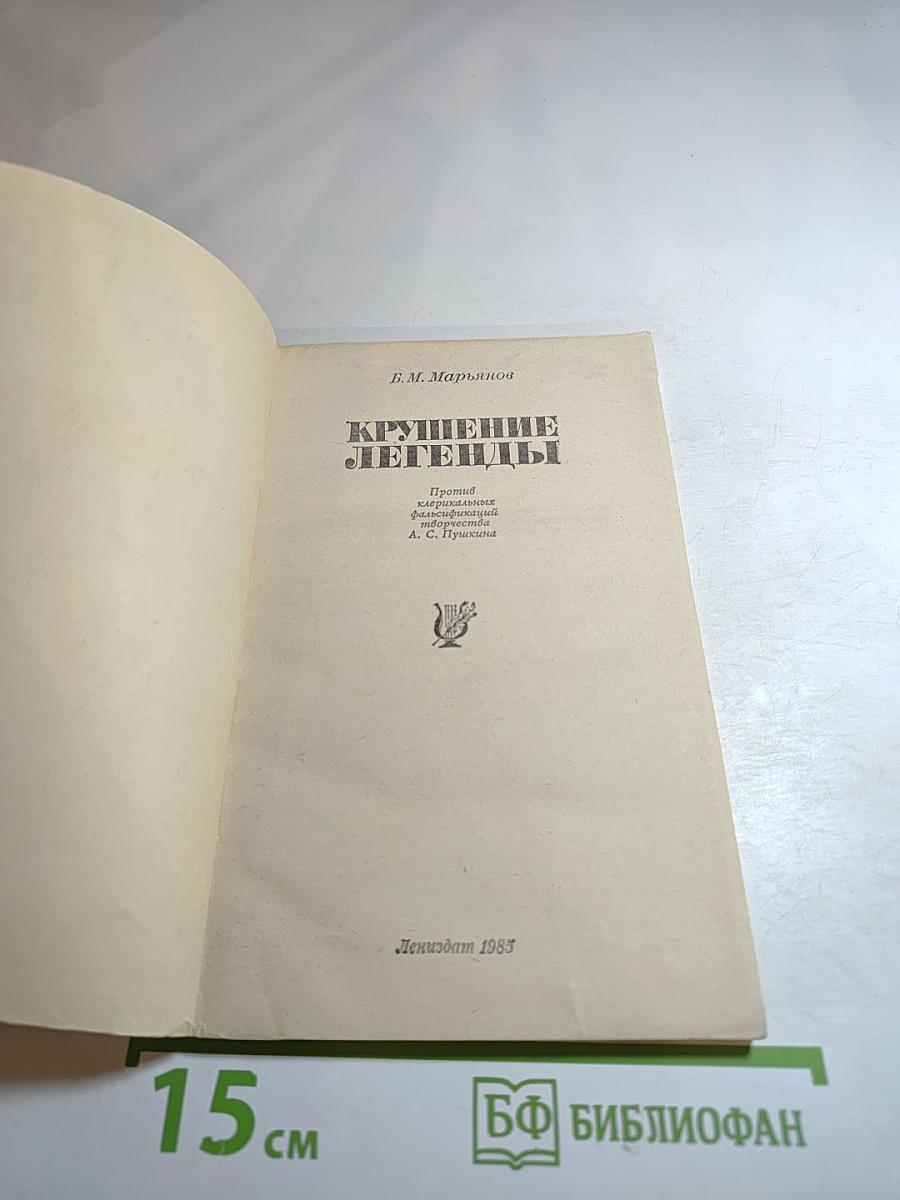 Б. М. Марьянов
КРУШЕНИЕ
ЛЕГЕНДЫ
Против
клерикальных
фальсификаций
творчества
А. С. Пушкина
Лениздат 1985
15 см
БФ БИБЛИОФАН